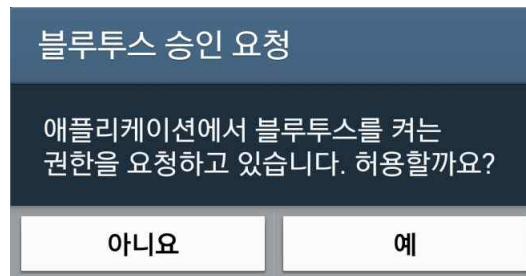 블루투스 승인 요청
애플리케이션에서 블루투스를 켜는
권한을 요청하고 있습니다. 허용할까요?
아니요
예